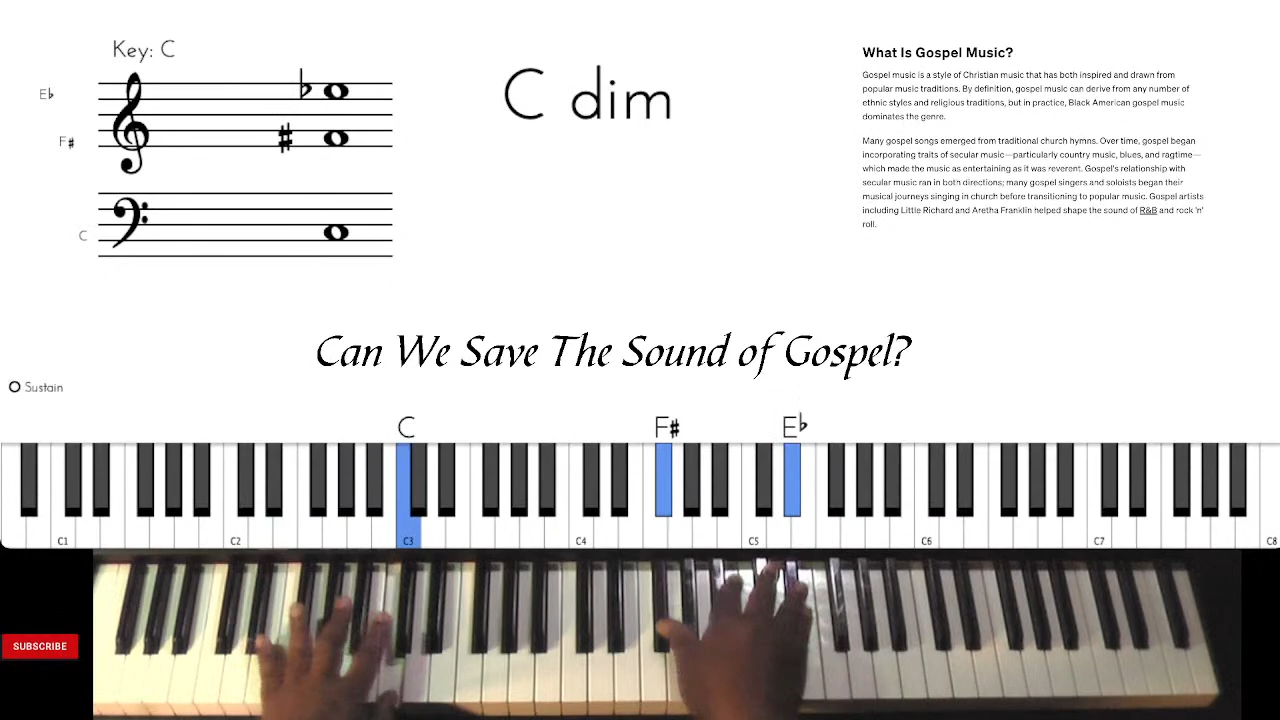 Key: C
E♭
F♯
C
C dim
What Is Gospel Music?
Gospel music is a style of Christian music that has both inspired and drawn from
popular music traditions. By definition, gospel music can derive from any number of
ethnic styles and religious traditions, but in practice, Black American gospel music
dominates the genre.
Many gospel songs emerged from traditional church hymns. Over time, gospel began
incorporating traits of secular music—particularly country music, blues, and ragtime—
which made the music as entertaining as it was reverent. Gospel's relationship with
secular music ran in both directions; many gospel singers and soloists began their
musical journeys singing in church before transitioning to popular music. Gospel artists
including Little Richard and Aretha Franklin helped shape the sound of R&B and rock 'n'
roll.
Can We Save The Sound of Gospel?
Sustain
C F♯ E♭
C1 C2 C3 C4 C5 C6 C7 C8
SUBSCRIBE